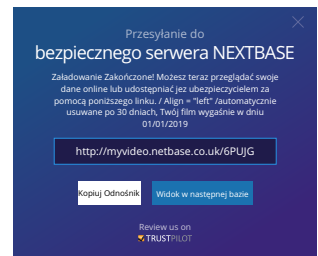 Przesyłanie do
bezpiecznego serwera NEXTBASE
Załadowanie Zakończone! Możesz teraz przeglądać swoje
dane online lub udostępniać jez ubezpieczycielem za
pomocą poniższego linku. / Align = "left" /automatycznie
usuwane po 30 dniach, Twój film wygaśnie w dniu
01/01/2019
http://myvideo.netbase.co.uk/6PUJG
Kopiuj Odnośnik
Widok w następnej bazie
Review us on
TRUSTPILOT